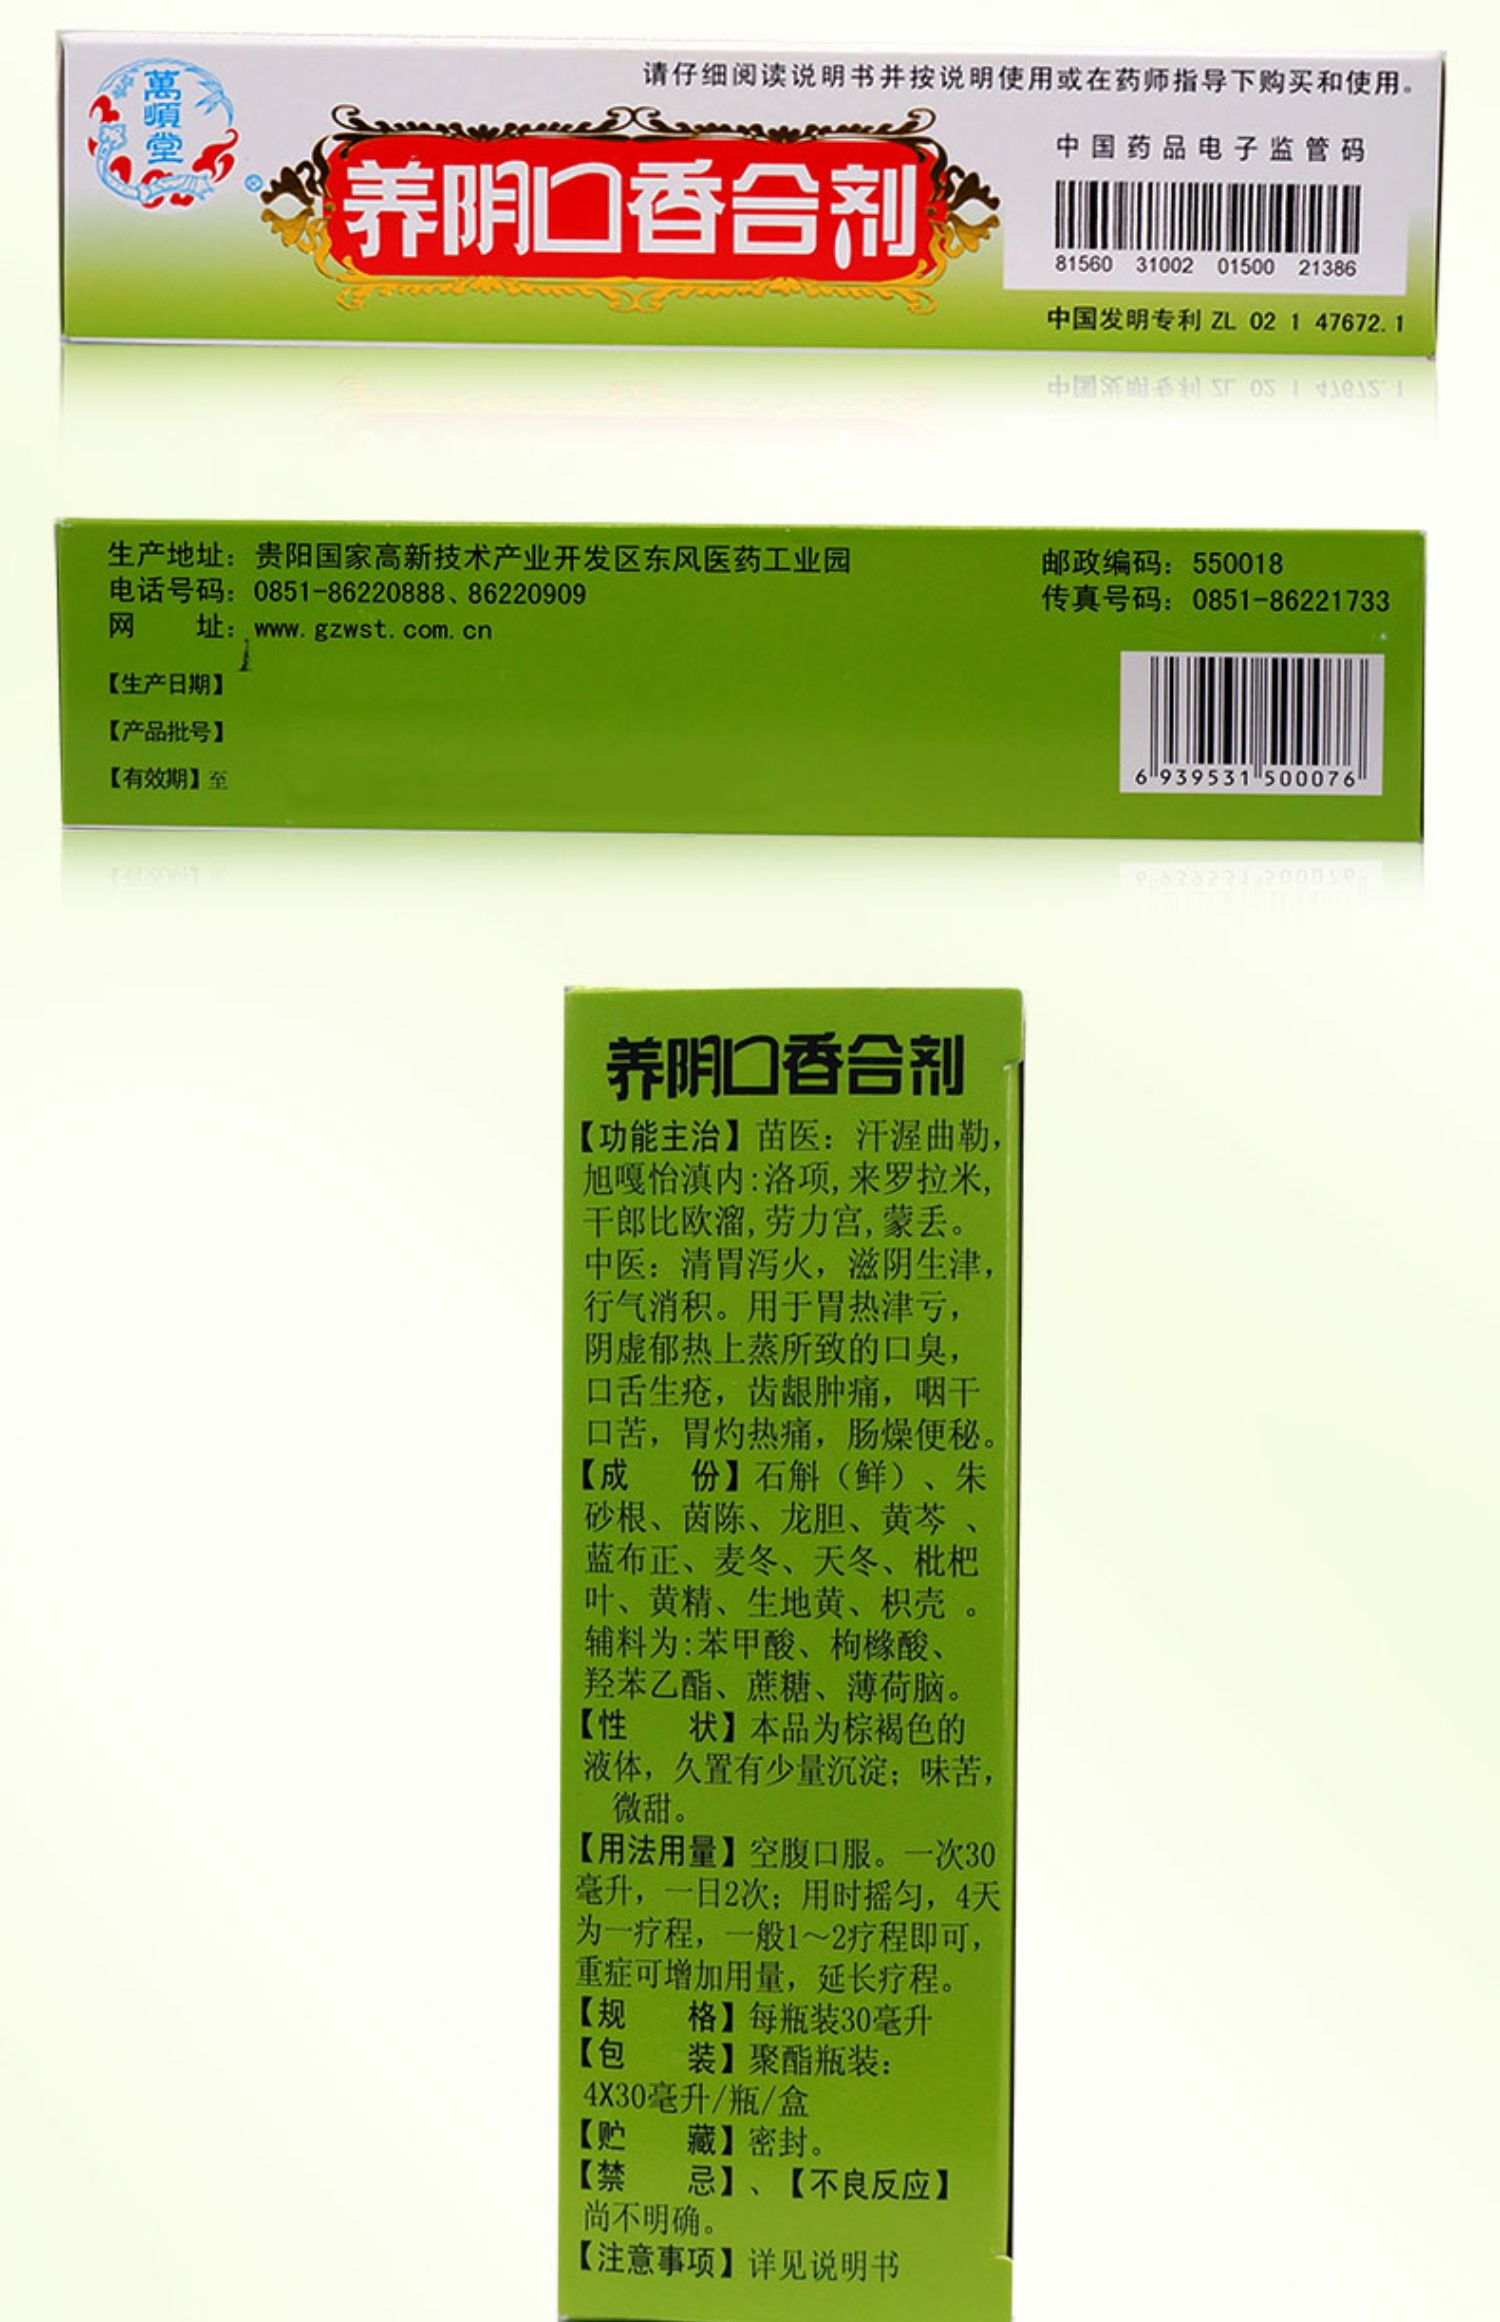 萬順堂
®
请仔细阅读说明书并按说明使用或在药师指导下购买和使用。
养阴口香合剂
中国药品电子监管码
81560 31002 01500 21386
中国发明专利 ZL 02 1 47672.1
生产地址：贵阳国家高新技术产业开发区东风医药工业园
电话号码：0851-86220888、86220909
网 址：www.gzwst.com.cn
邮政编码：550018
传真号码：0851-86221733
【生产日期】
【产品批号】
【有效期】至
6 939531 500076
养阴口香合剂
【功能主治】苗医：汗渥曲勒，
旭嘎怡滇内:洛项,来罗拉米,
干郎比欧溜,劳力宫,蒙丢。
中医：清胃泻火，滋阴生津，
行气消积。用于胃热津亏，
阴虚郁热上蒸所致的口臭，
口舌生疮，齿龈肿痛，咽干
口苦，胃灼热痛，肠燥便秘。
【成 份】石斛（鲜）、朱
砂根、茵陈、龙胆、黄芩 、
蓝布正、麦冬、天冬、枇杷
叶、黄精、生地黄、枳壳 。
辅料为:苯甲酸、枸橼酸、
羟苯乙酯、蔗糖、薄荷脑。
【性 状】本品为棕褐色的
液体，久置有少量沉淀；味苦，
微甜。
【用法用量】空腹口服。一次30
毫升，一日2次；用时摇匀，4天
为一疗程，一般1～2疗程即可，
重症可增加用量，延长疗程。
【规 格】每瓶装30毫升
【包 装】聚酯瓶装：
4X30毫升/瓶/盒
【贮 藏】密封。
【禁 忌】、【不良反应】
尚不明确。
【注意事项】详见说明书